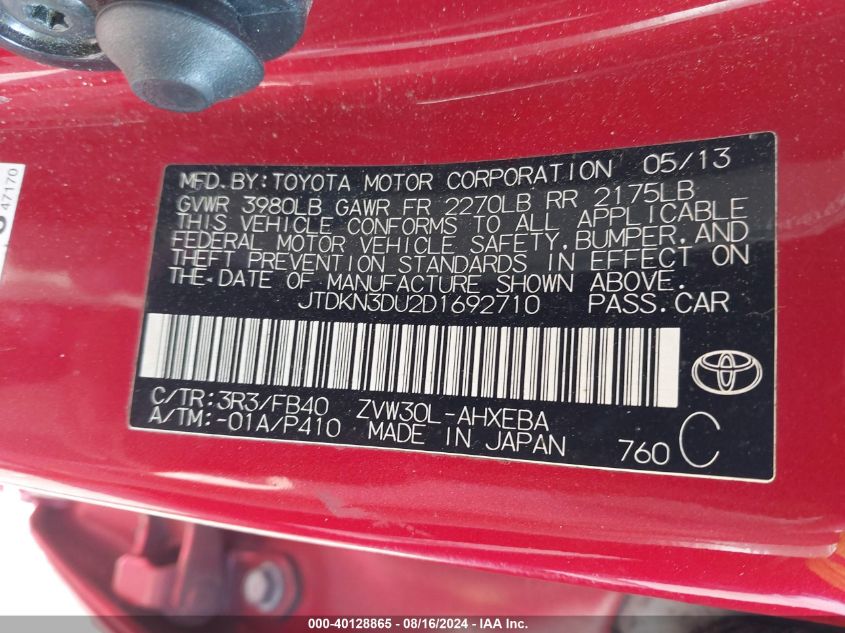 47170
MFD.BY:TOYOTA MOTOR CORPORATION 05/13
GVWR 3980LB GAWR FR 2270LB RR 2175LB
THIS VEHICLE CONFORMS TO ALL APPLICABLE
FEDERAL MOTOR VEHICLE SAFETY,BUMPER,AND
THEFT PREVENTION STANDARDS IN EFFECT ON
THE DATE OF MANUFACTURE SHOWN ABOVE.
JTDKN3DU2D1692710 PASS.CAR
C/TR:3R3/FB40 ZVW30L-AHXEBA
A/TM:-01A/P410 MADE IN JAPAN
760 C
000-40128865 - 08/16/2024 - IAA Inc.